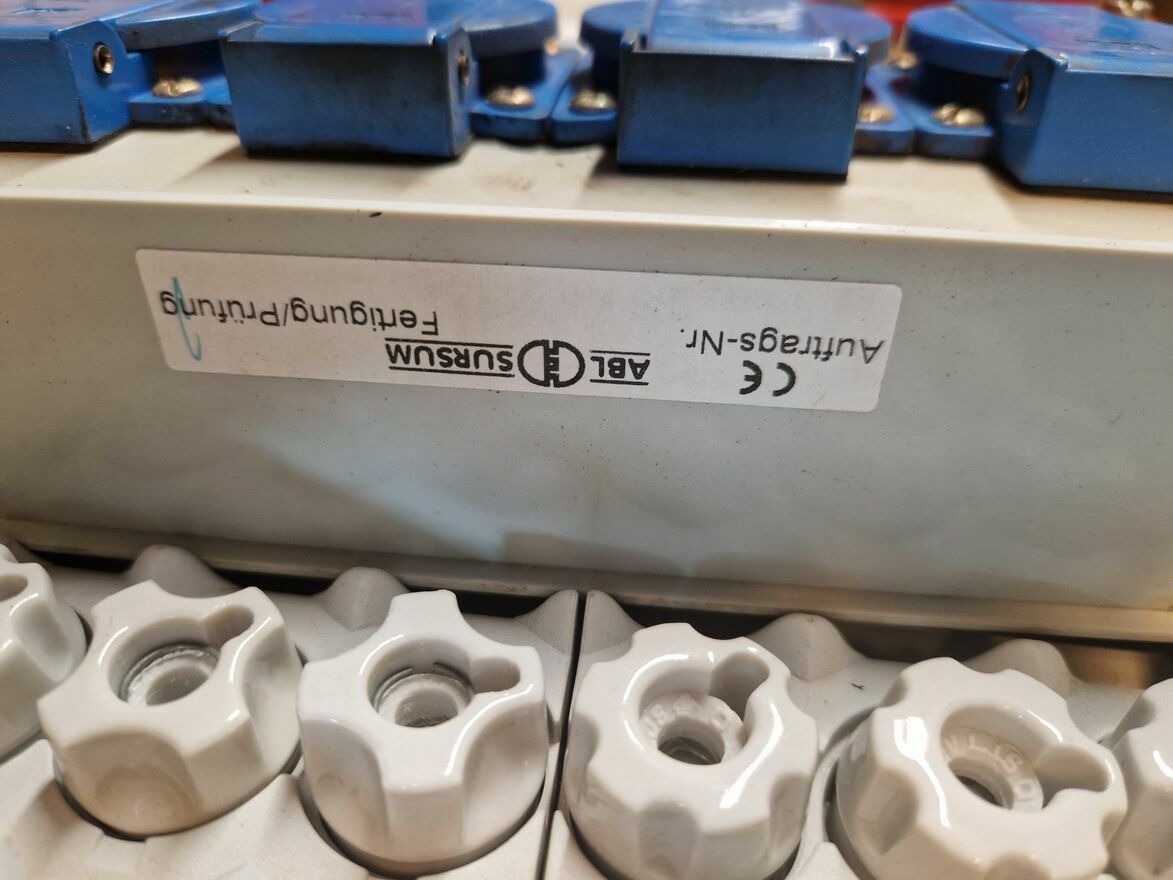 CE
ABL SURSUM
Auftrags-Nr.
Fertigung/Prüfung